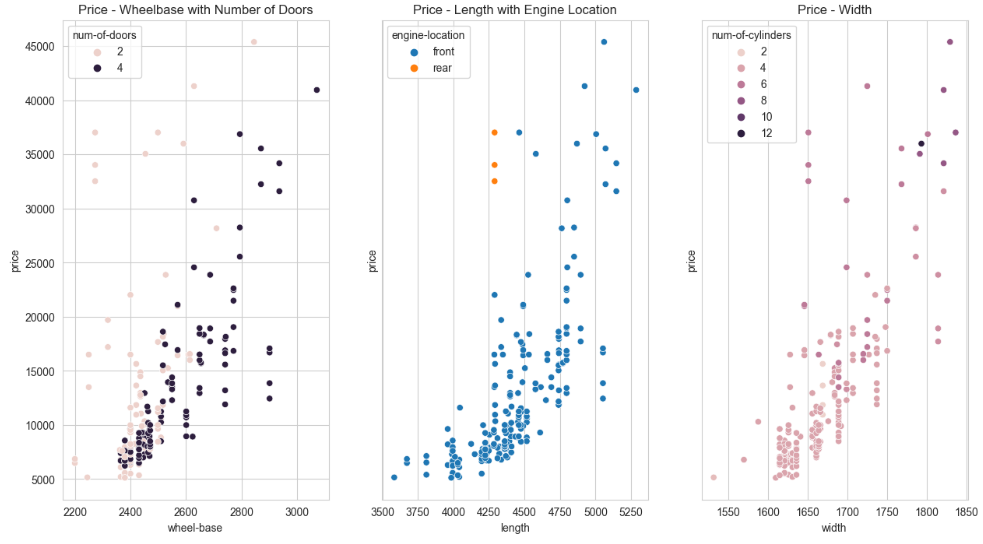 Price - Wheelbase with Number of Doors
num-of-doors
2
4
45000
40000
35000
30000
25000
20000
15000
10000
5000
price
2200 2400 2600 2800 3000
wheel-base
Price - Length with Engine Location
engine-location
front
rear
price
3500 3750 4000 4250 4500 4750 5000 5250
length
Price - Width
num-of-cylinders
2
4
6
8
10
12
price
1550 1600 1650 1700 1750 1800 1850
width